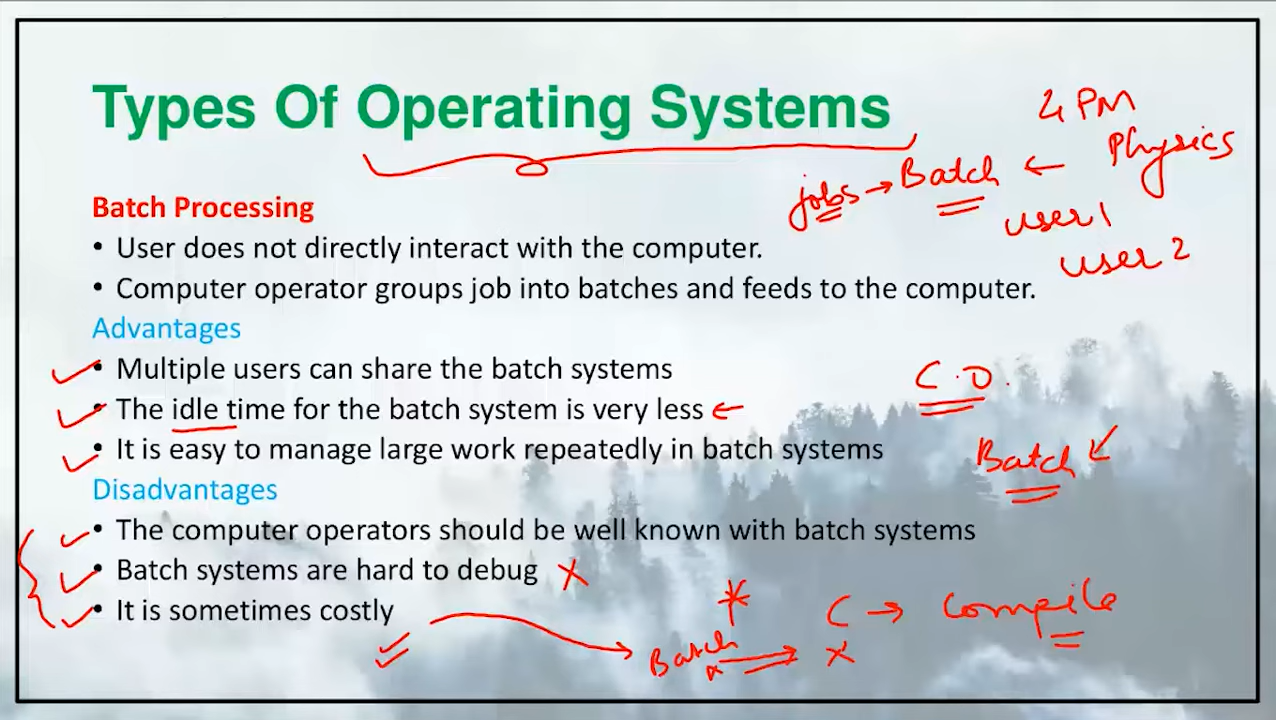 Types Of Operating Systems
4 PM
Physics
jobs → Batch ←
user 1
user 2
Batch Processing
• User does not directly interact with the computer.
• Computer operator groups job into batches and feeds to the computer.
Advantages
• Multiple users can share the batch systems
C.O.
• The idle time for the batch system is very less ←
• It is easy to manage large work repeatedly in batch systems
Batch
Disadvantages
• The computer operators should be well known with batch systems
• Batch systems are hard to debug X
• It is sometimes costly
* C → Compile
Batch X